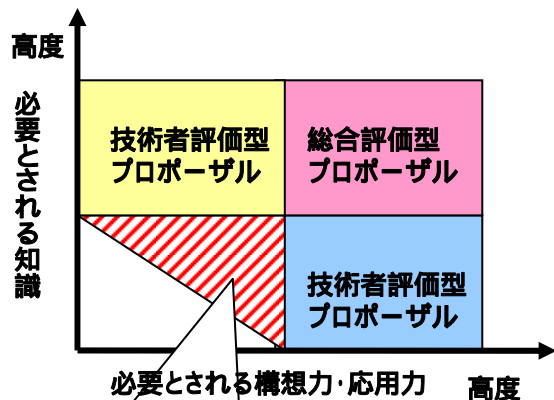 高度
必要とされる知識
技術者評価型
プロポーザル
総合評価型
プロポーザル
技術者評価型
プロポーザル
必要とされる構想力・応用力
高度